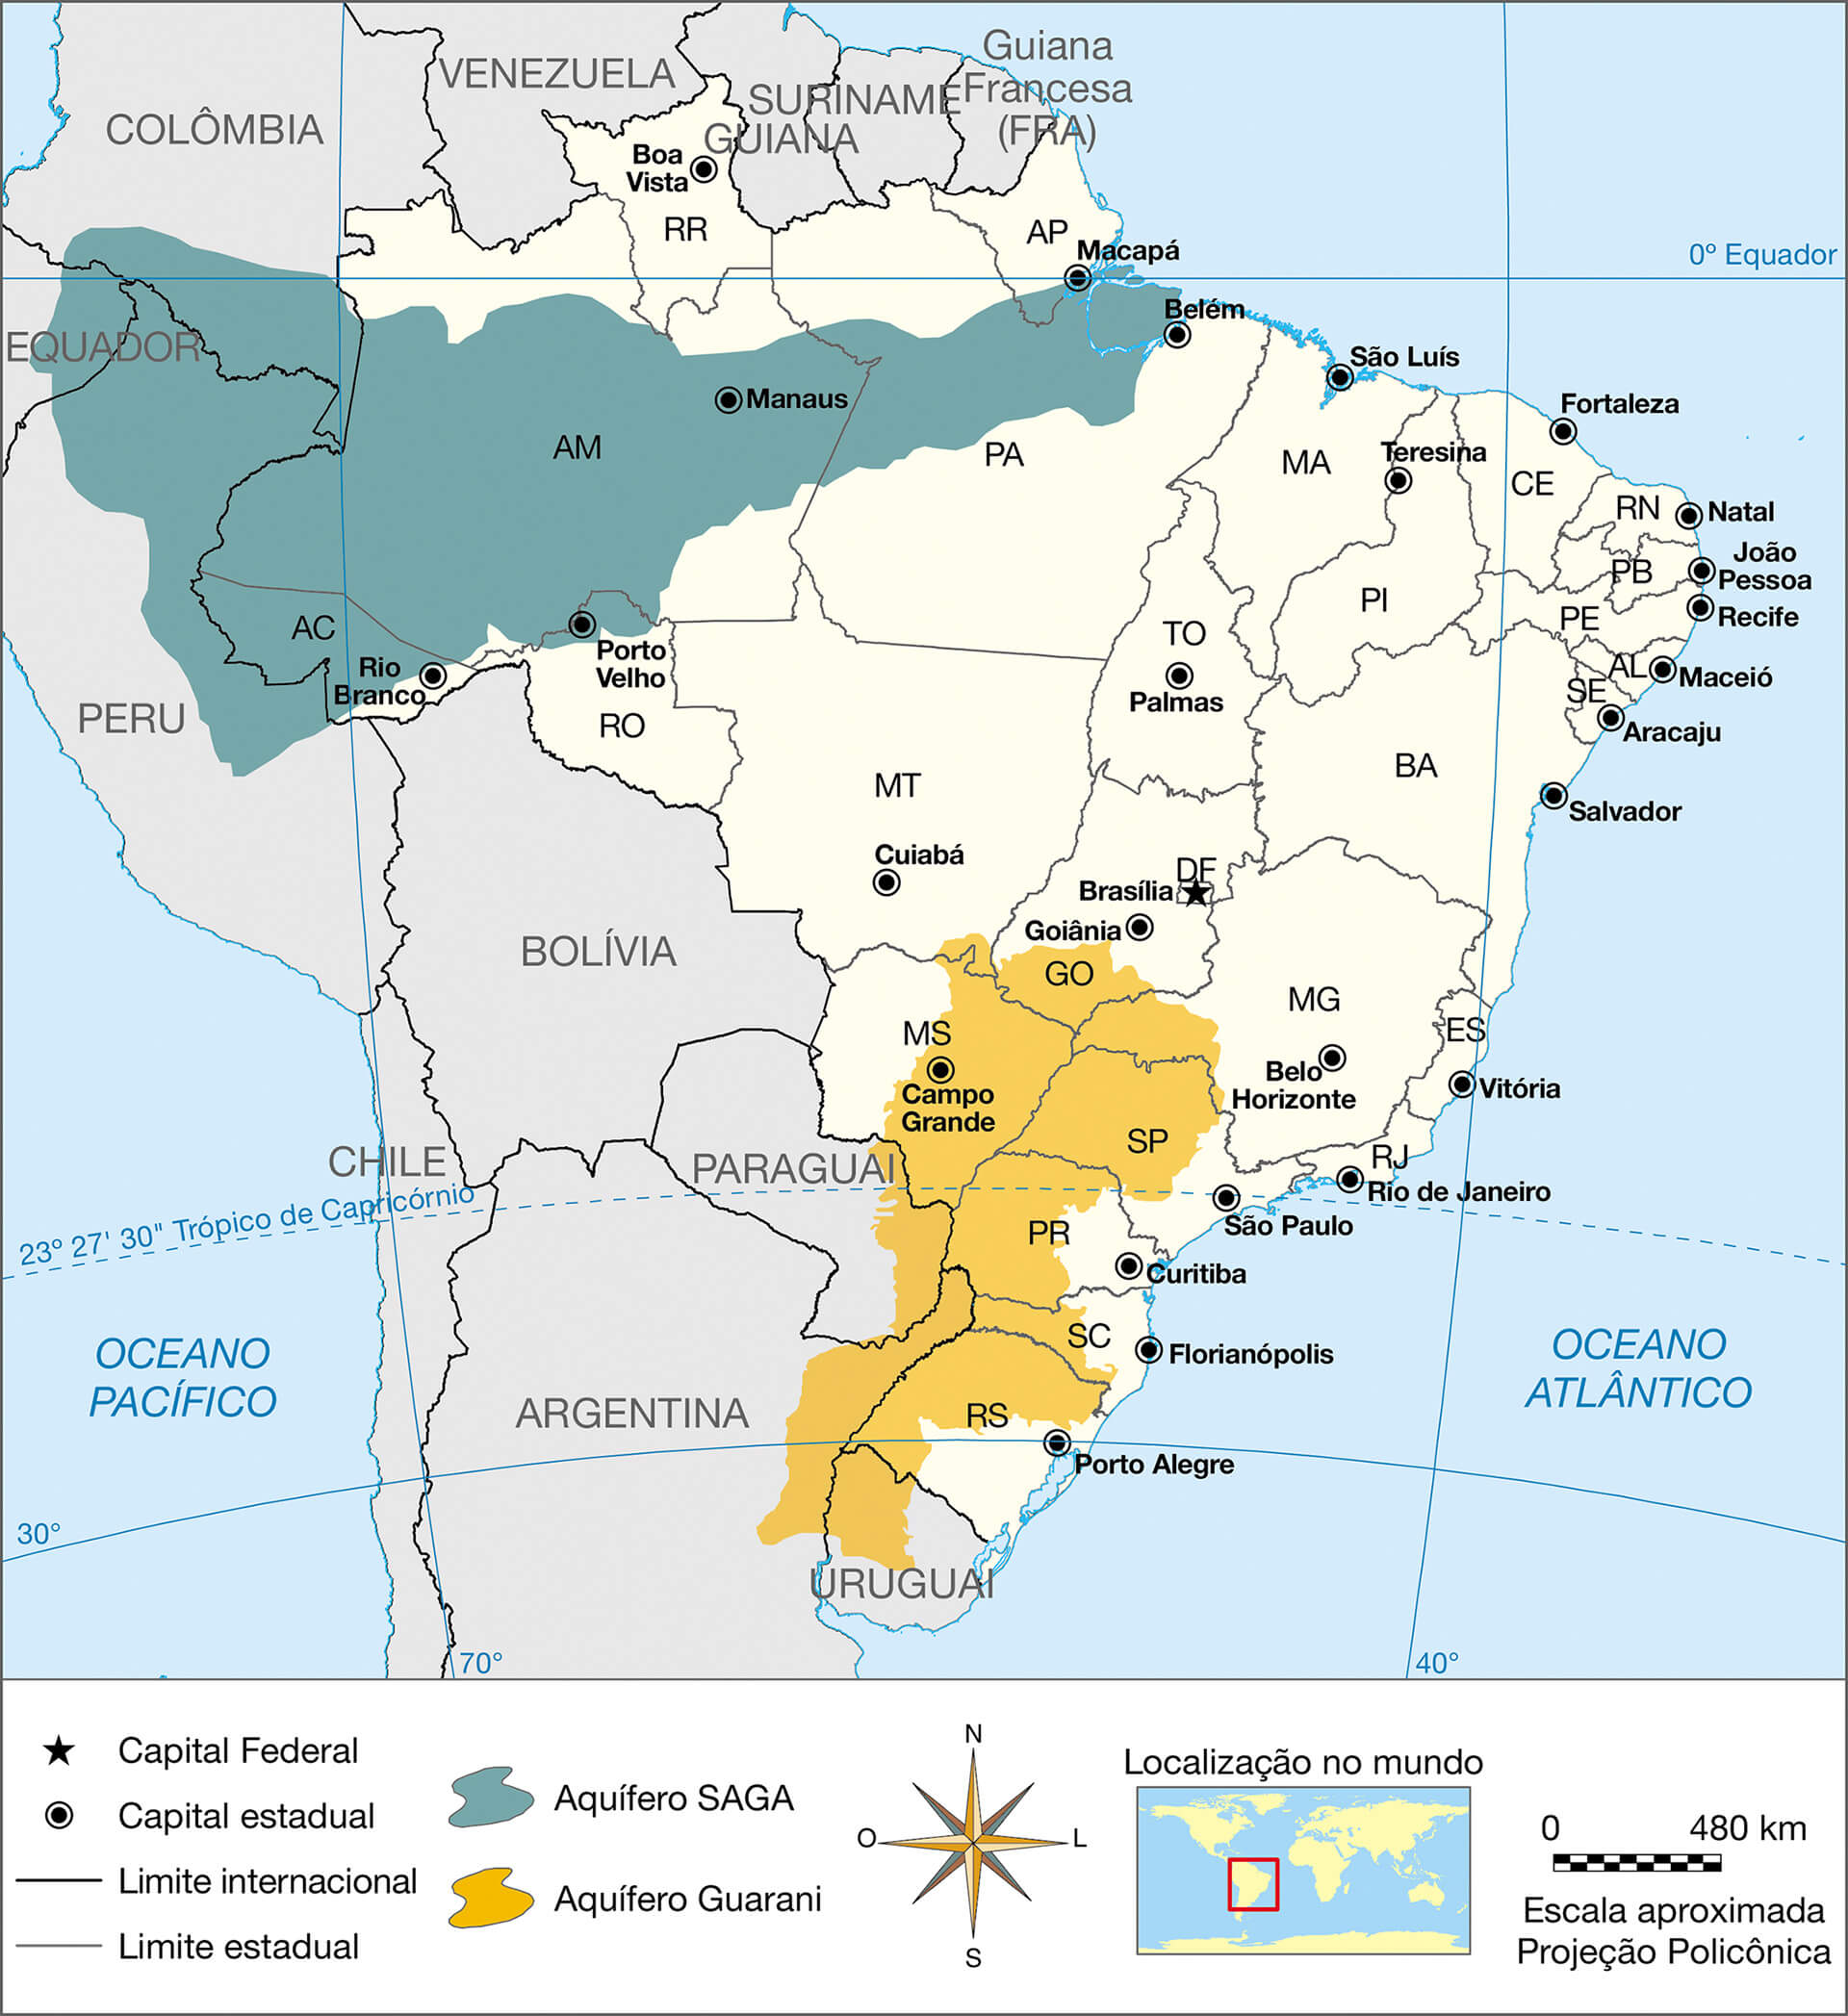 Guiana
Francesa
(FRA)
VENEZUELA
SURINAME
GUIANA
COLÔMBIA
Boa
Vista
RR
AP
Macapá
0º Equador
EQUADOR
Belém
São Luís
Manaus
Fortaleza
AM
PA
MA
Teresina
CE
RN
Natal
João
Pessoa
PB
PI
PE
Recife
AC
TO
Rio
Branco
Porto
Velho
AL
Maceió
SE
Palmas
PERU
RO
Aracaju
BA
MT
Salvador
Cuiabá
DF
Brasília
Goiânia
BOLÍVIA
GO
MG
MS
ES
Belo
Horizonte
Campo
Grande
Vitória
CHILE
PARAGUAI
SP
RJ
Rio de Janeiro
23º 27' 30" Trópico de Capricórnio
São Paulo
PR
Curitiba
OCEANO
PACÍFICO
SC
Florianópolis
OCEANO
ATLÂNTICO
ARGENTINA
RS
Porto Alegre
30°
URUGUAI
70°
40°
Capital Federal
Capital estadual
Limite internacional
Limite estadual
Aquífero SAGA
Aquífero Guarani
N
O
L
S
Localização no mundo
0
480 km
Escala aproximada
Projeção Policônica